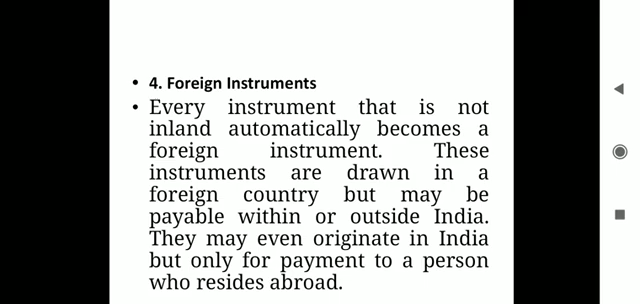 • 4. Foreign Instruments
• Every instrument that is not
inland automatically becomes a
foreign instrument. These
instruments are drawn in a
foreign country but may be
payable within or outside India.
They may even originate in India
but only for payment to a person
who resides abroad.